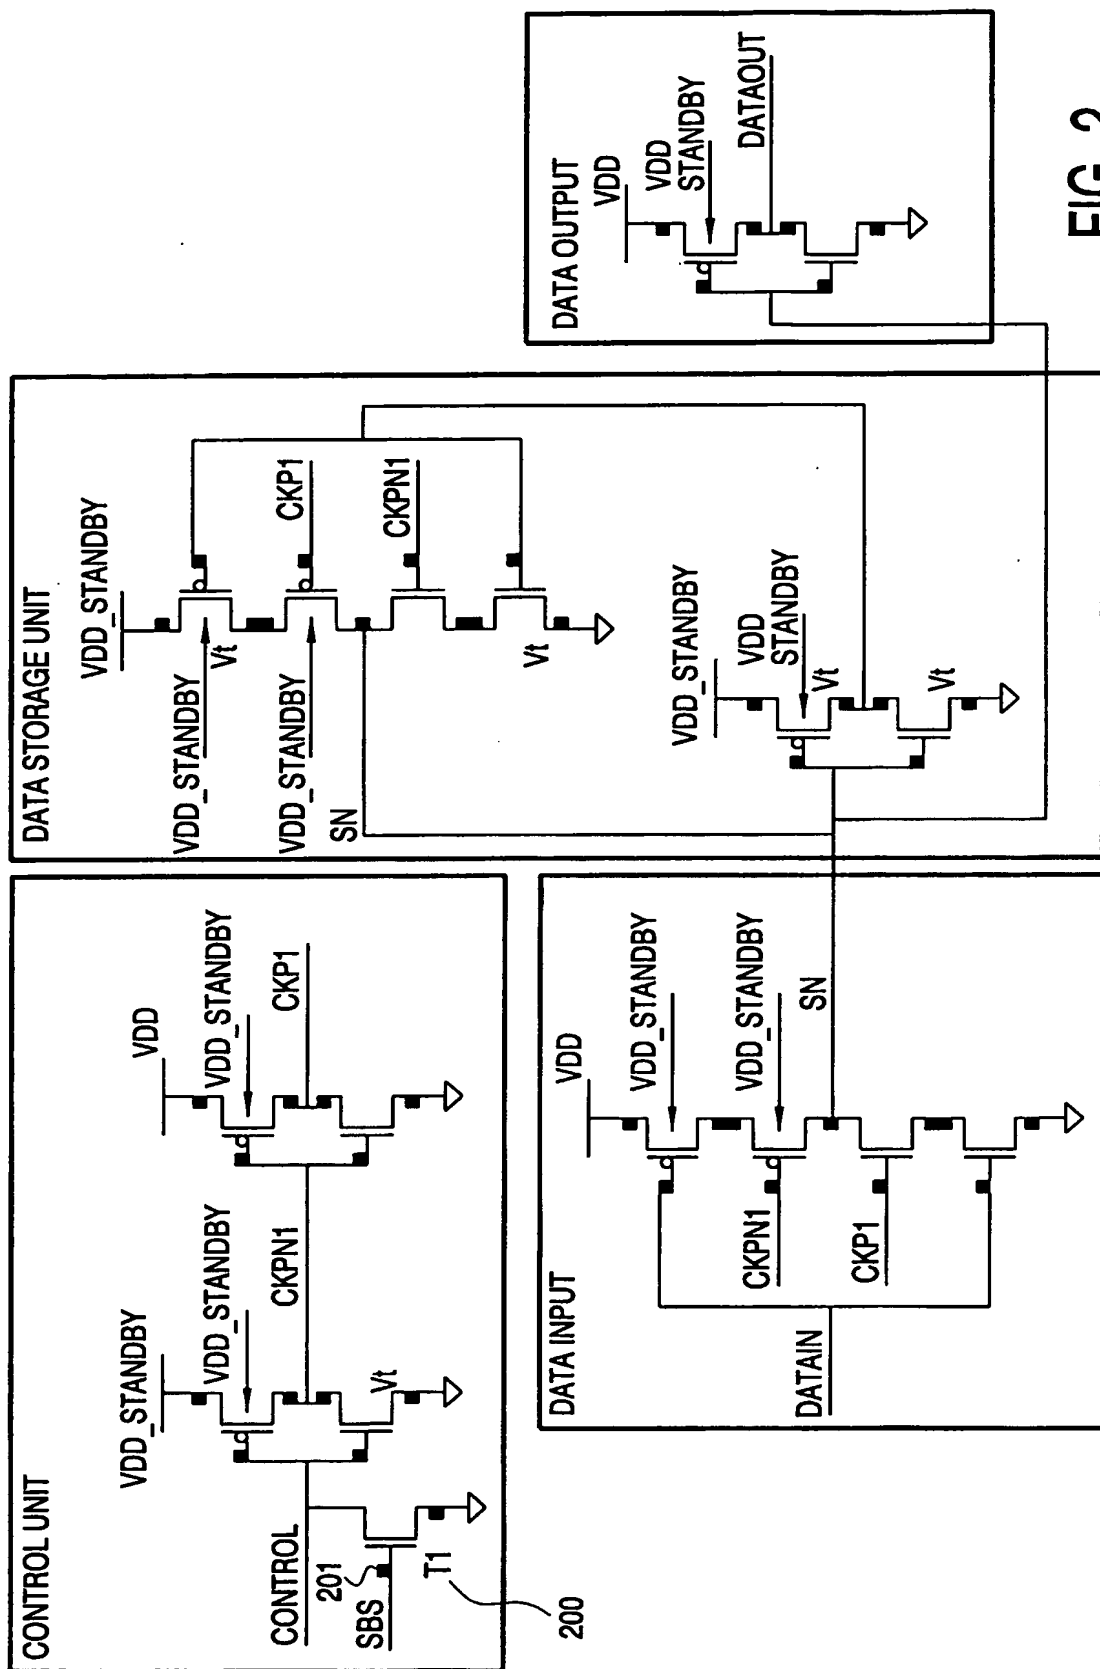 CONTROL UNIT
VDD_STANDBY
VDD_STANDBY
VDD
VDD_STANDBY
CONTROL
CKPN1
CKP1
Vt
201
SBS
T1
200
DATA STORAGE UNIT
VDD_STANDBY
VDD_STANDBY
Vt
VDD_STANDBY
CKP1
CKPN1
SN
Vt
VDD_STANDBY
VDD
STANDBY
Vt
Vt
DATA INPUT
VDD
VDD_STANDBY
VDD_STANDBY
CKPN1
CKP1
SN
DATAIN
DATA OUTPUT
VDD
VDD
STANDBY
DATAOUT
FIG. 2